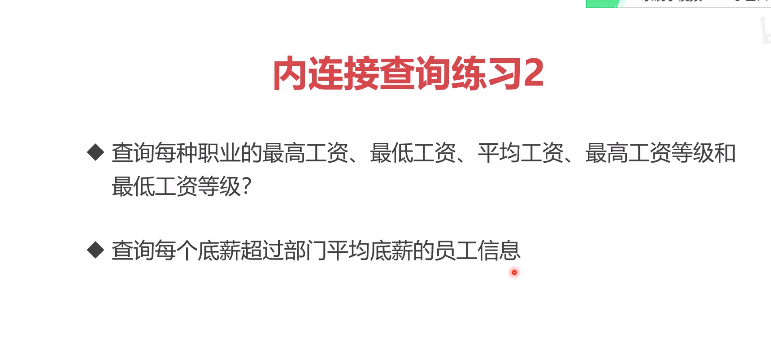 内连接查询练习2
◆ 查询每种职业的最高工资、最低工资、平均工资、最高工资等级和
最低工资等级？
◆ 查询每个底薪超过部门平均底薪的员工信息